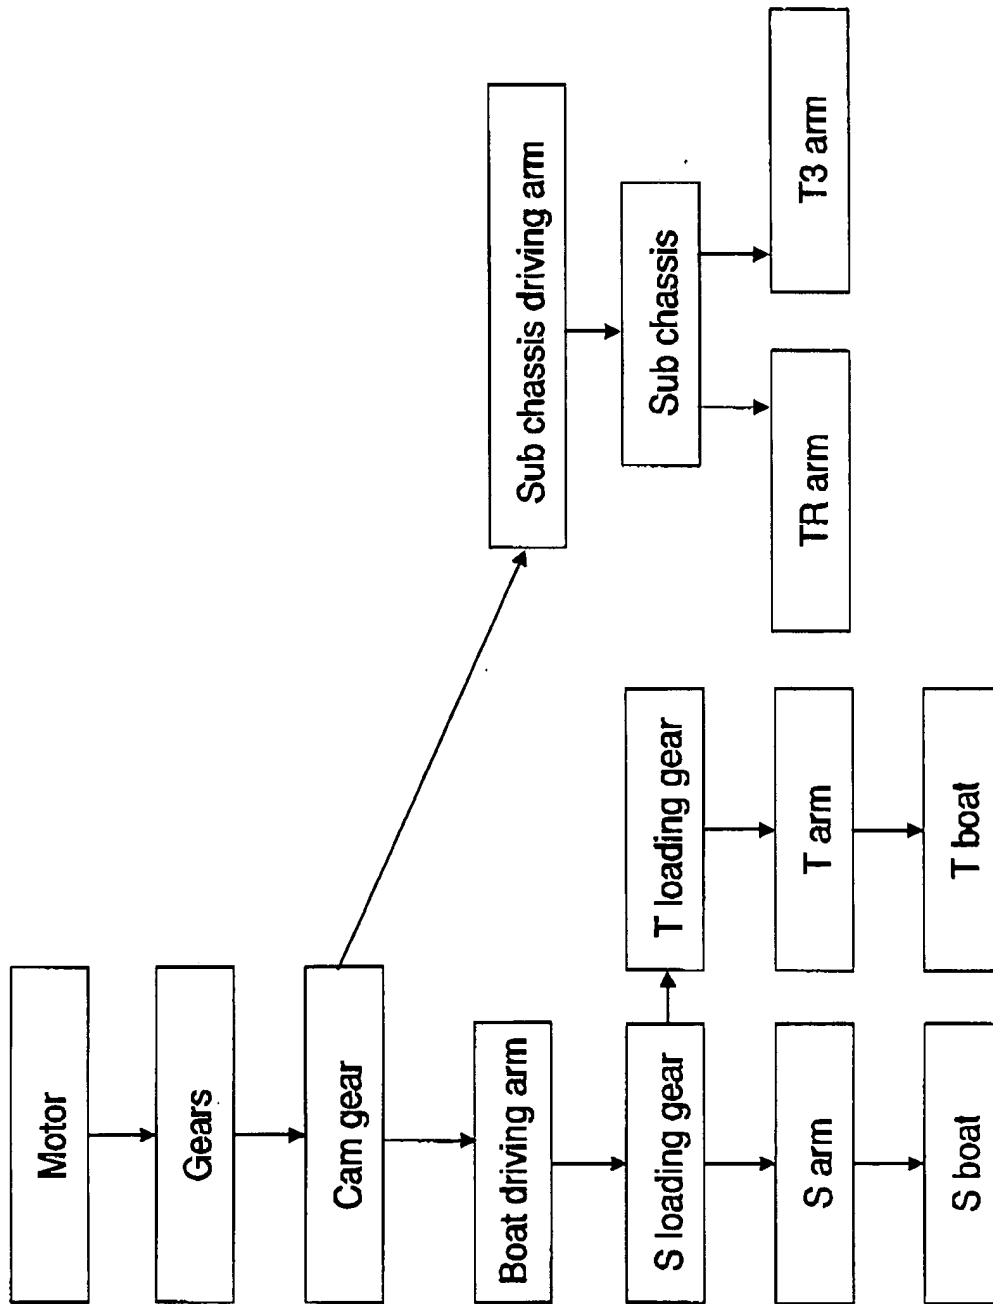 Motor
Gears
Cam gear
Boat driving arm
Sub chassis driving arm
S loading gear
T loading gear
Sub chassis
S arm
T arm
TR arm
T3 arm
S boat
T boat